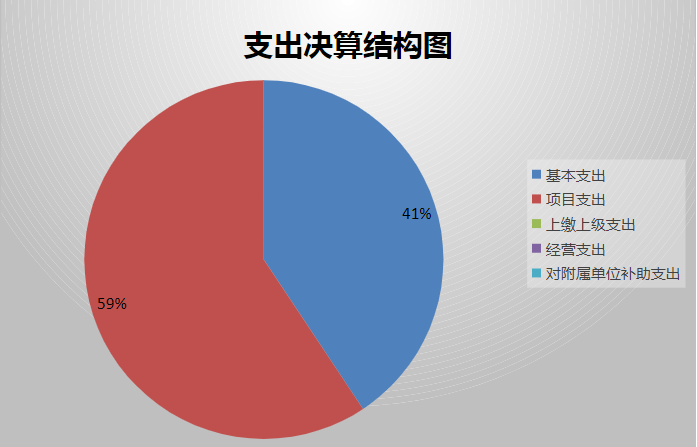 支出决算结构图
41%
59%
基本支出
项目支出
上缴上级支出
经营支出
对附属单位补助支出